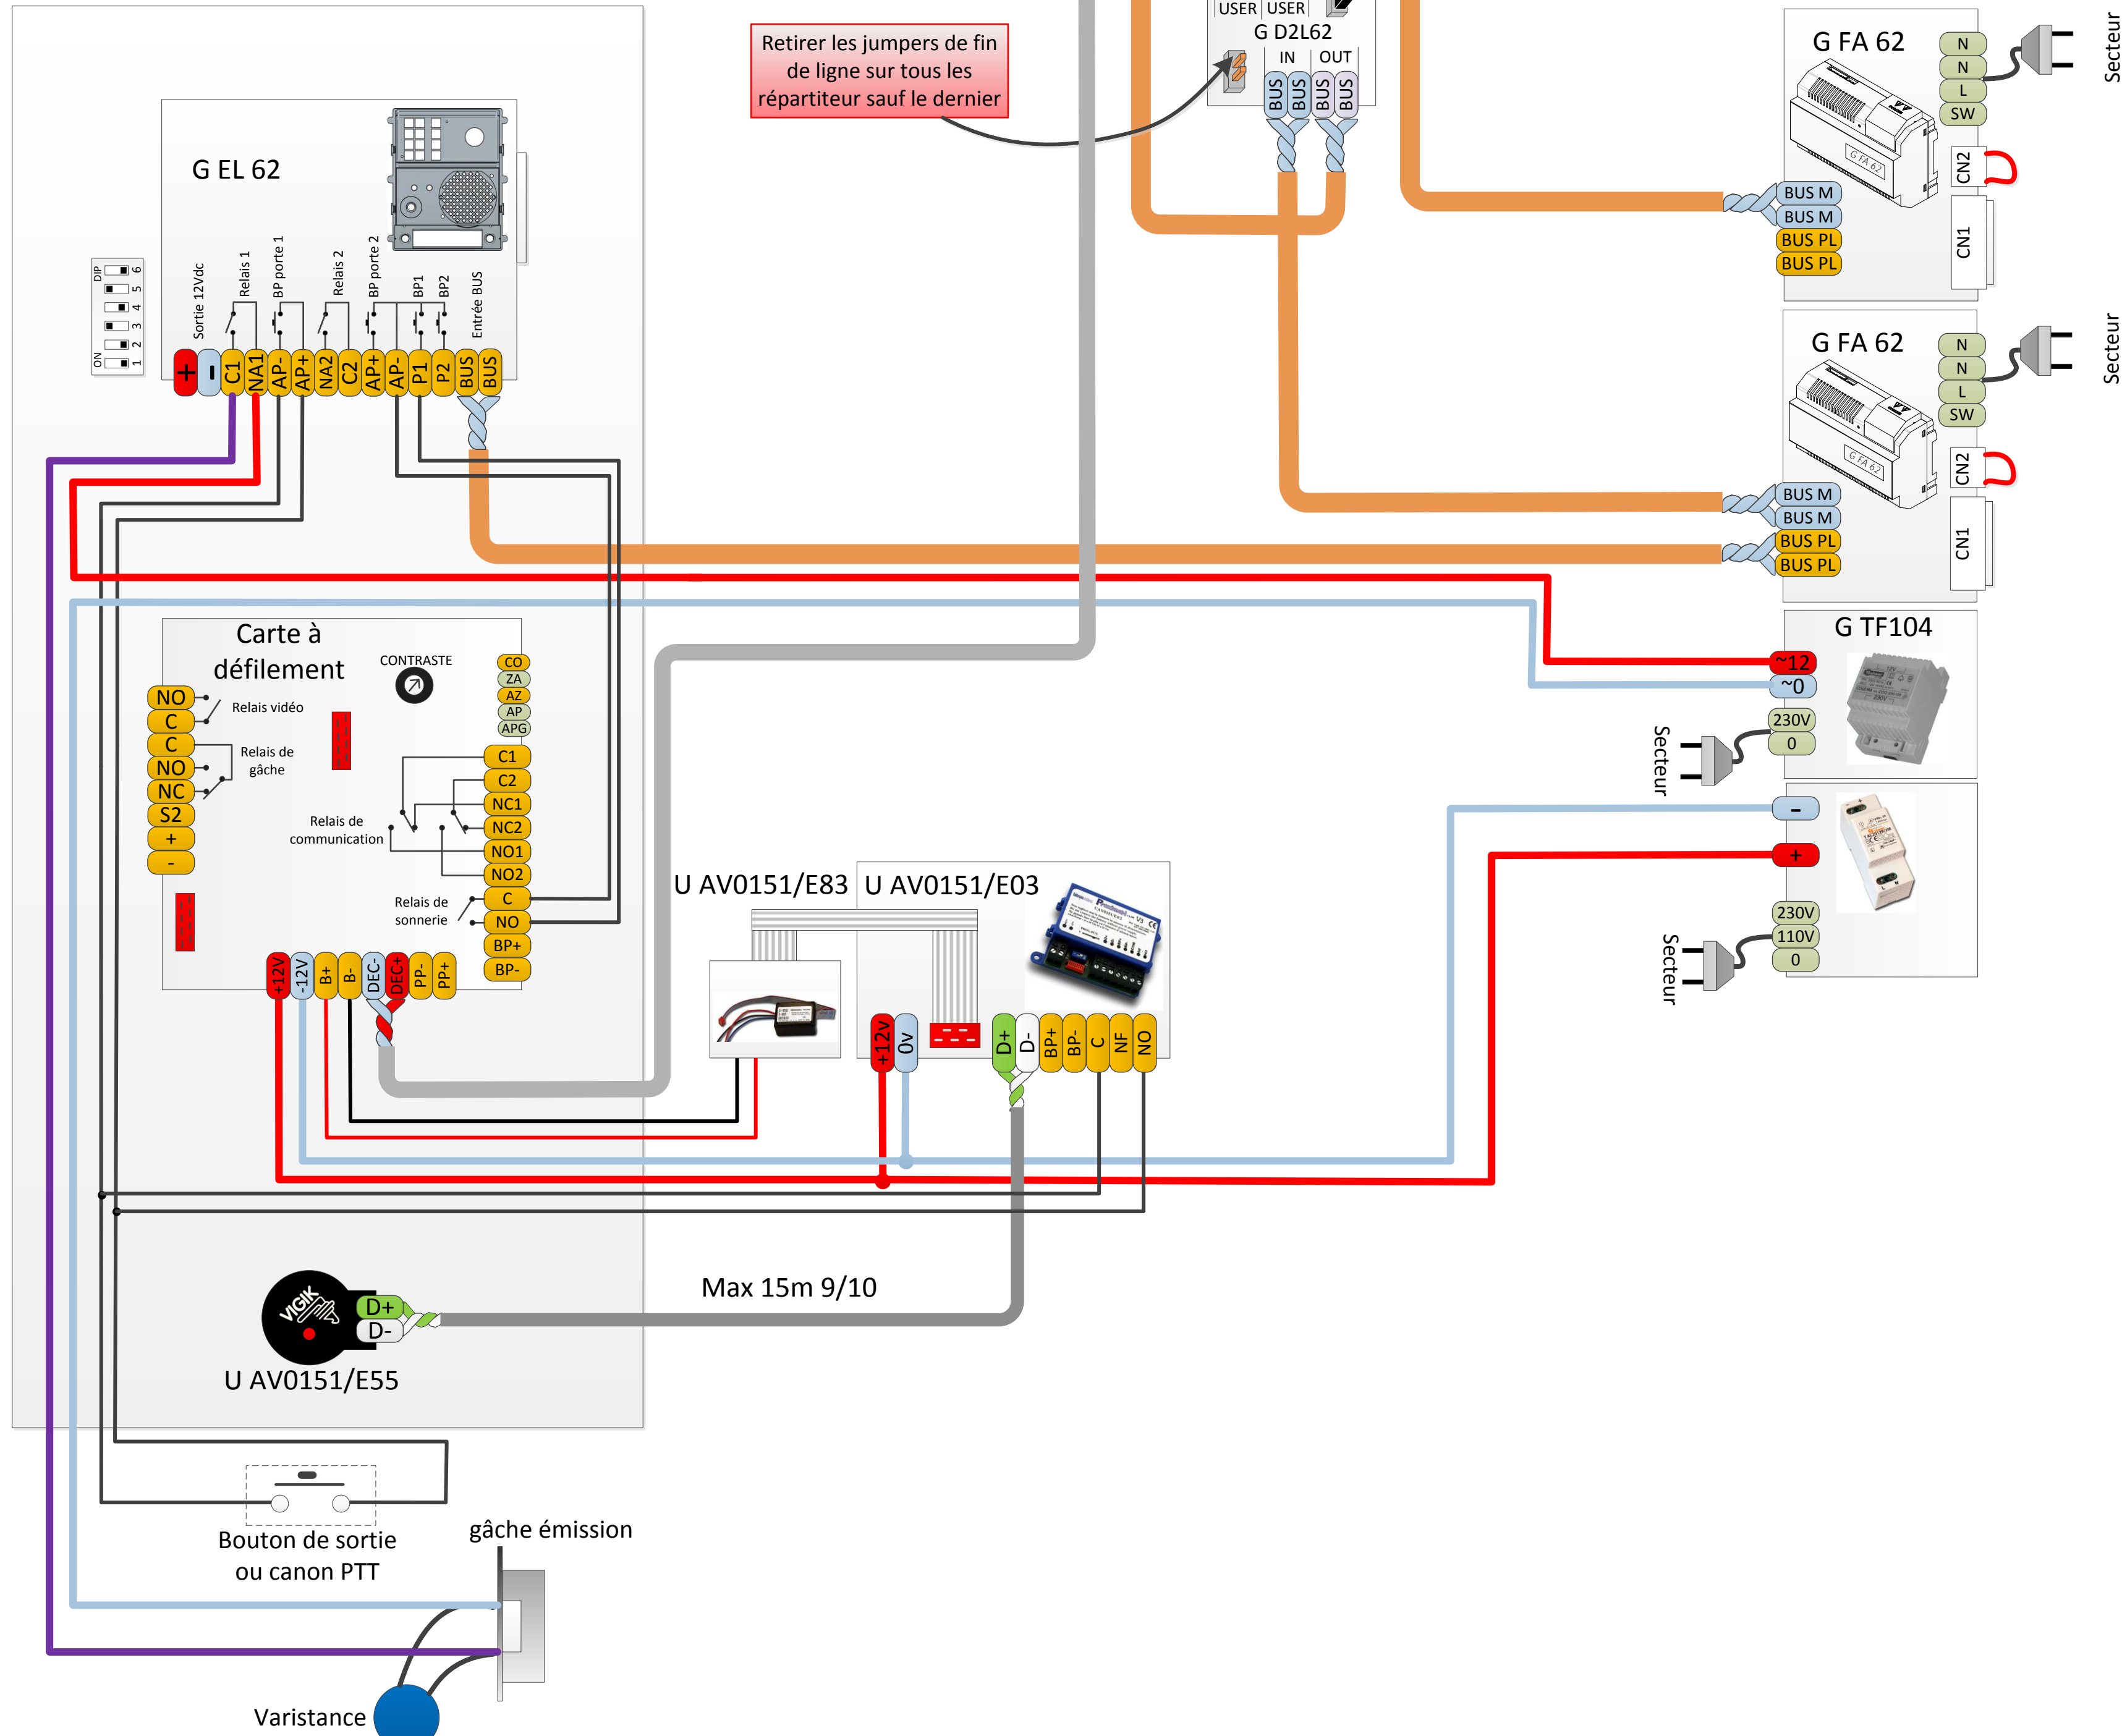 USER
USER
G D2L62
IN
OUT
BUS
BUS
BUS
BUS
Retirer les jumpers de fin
de ligne sur tous les
répartiteur sauf le dernier
G FA 62
N
N
L
SW
CN2
CN1
G FA 62
BUS M
BUS M
BUS PL
BUS PL
Secteur
G EL 62
ON
DIP
1
2
3
4
5
6
Sortie 12Vdc
Relais 1
BP porte 1
Relais 2
BP porte 2
BP1
BP2
Entrée BUS
+
-
C1
NA1
AP-
AP+
NA2
C2
AP+
AP-
P1
P2
BUS
BUS
G FA 62
N
N
L
SW
CN2
CN1
G FA 62
BUS M
BUS M
BUS PL
BUS PL
Secteur
Carte à
défilement
CONTRASTE
NO
C
C
NO
NC
S2
+
-
Relais vidéo
Relais de
gâche
CO
ZA
AZ
AP
APG
C1
C2
NC1
NC2
NO1
NO2
C
NO
BP+
BP-
Relais de
communication
Relais de
sonnerie
+12V
-12V
B+
B-
DEC-
DEC+
PP-
PP+
G TF104
~12
~0
230V
0
Secteur
-
+
230V
110V
0
Secteur
U AV0151/E83
U AV0151/E03
+12v
0v
D+
D-
BP+
BP-
C
NF
NO
Max 15m 9/10
VIGIK
D+
D-
U AV0151/E55
Bouton de sortie
ou canon PTT
gâche émission
Varistance